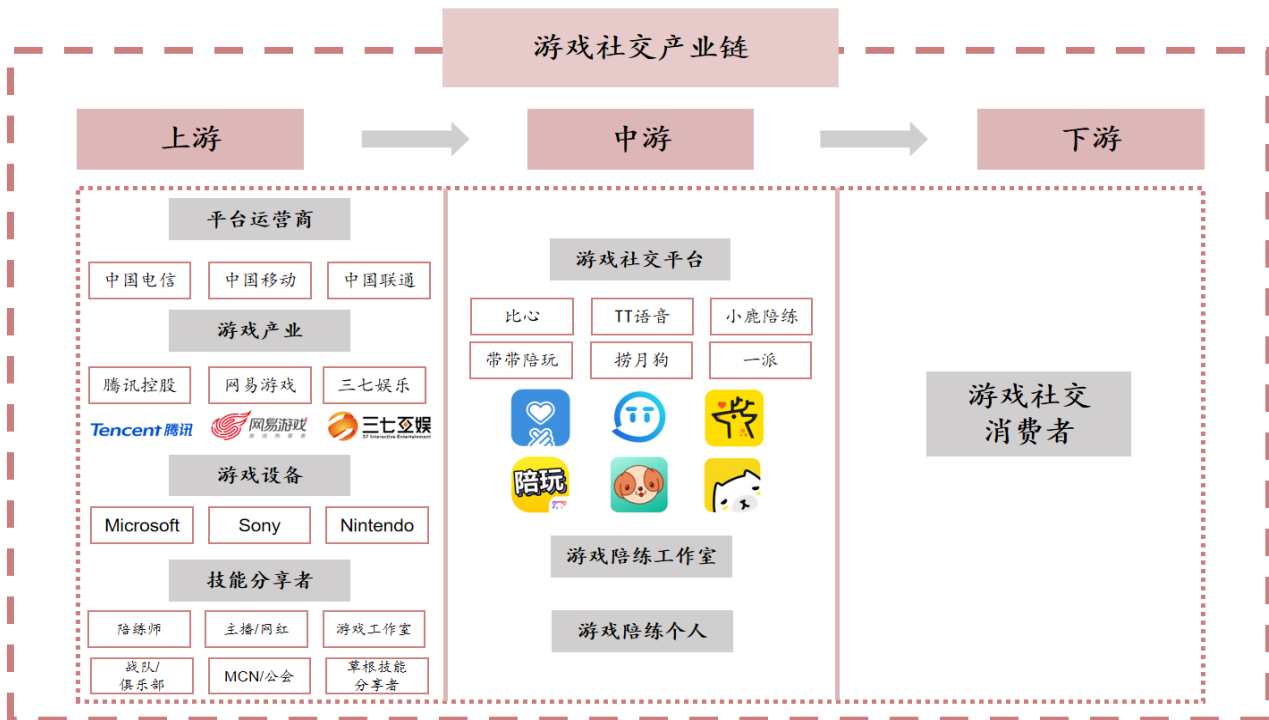 游戏社交产业链
上游
中游
下游
平台运营商
中国电信
中国移动
中国联通
游戏产业
腾讯控股
网易游戏
三七娱乐
Tencent腾讯
网易游戏
游戏热爱者
三七互娱
37 Interactive Entertainment
游戏设备
Microsoft
Sony
Nintendo
技能分享者
陪练师
主播/网红
游戏工作室
战队/
俱乐部
MCN/公会
草根技能
分享者
游戏社交平台
比心
TT语音
小鹿陪练
带带陪玩
捞月狗
一派
陪玩
游戏陪练工作室
游戏陪练个人
游戏社交
消费者